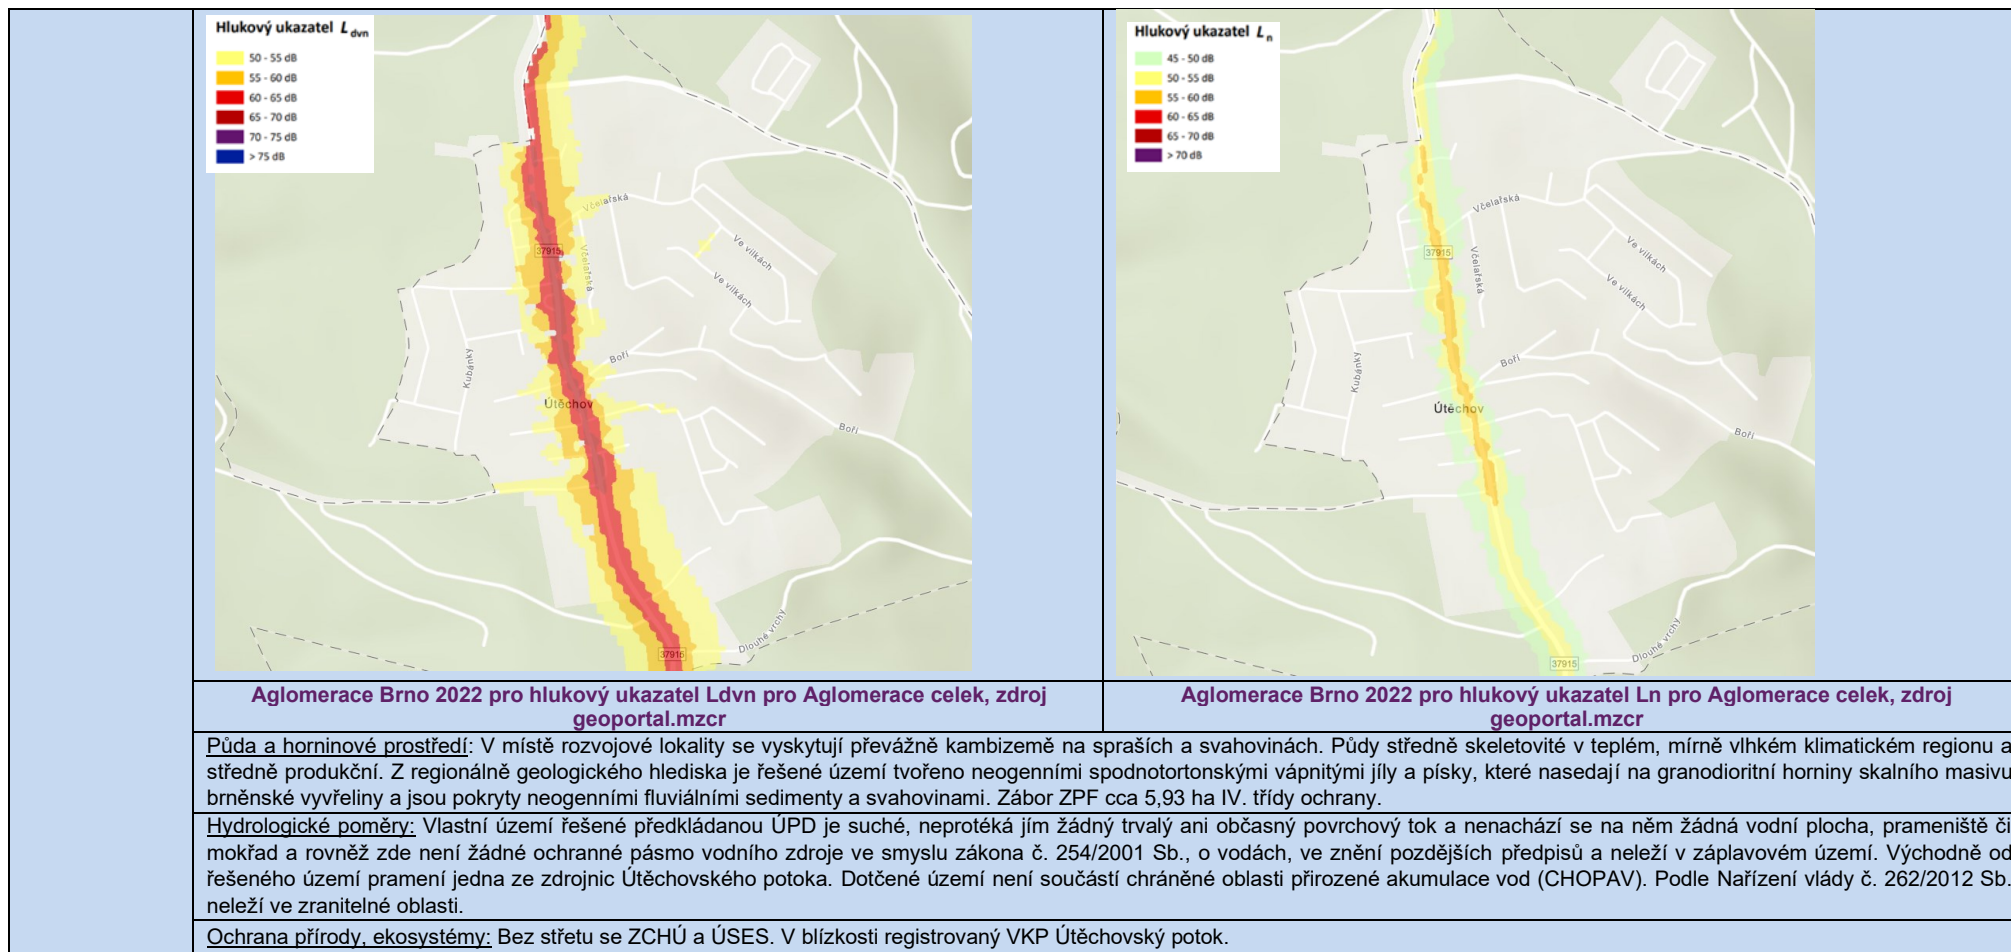 Hlukový ukazatel L dvn
50 - 55 dB
55 - 60 dB
60 - 65 dB
65 - 70 dB
70 - 75 dB
> 75 dB
Včelařská
37915
Včelařská
Ve vilkách
Ve vilkách
Boří
Kubánky
Útěchov
Boří
Dlouhé vrchy
37915
Hlukový ukazatel L n
45 - 50 dB
50 - 55 dB
55 - 60 dB
60 - 65 dB
65 - 70 dB
> 70 dB
Včelařská
37915
Včelařská
Ve vilkách
Ve vilkách
Boří
Kubánky
Útěchov
Boří
Dlouhé vrchy
37915
Aglomerace Brno 2022 pro hlukový ukazatel Ldvn pro Aglomerace celek, zdroj
geoportal.mzcr
Aglomerace Brno 2022 pro hlukový ukazatel Ln pro Aglomerace celek, zdroj
geoportal.mzcr
Půda a horninové prostředí: V místě rozvojové lokality se vyskytují převážně kambizemě na spraších a svahovinách. Půdy středně skeletovité v teplém, mírně vlhkém klimatickém regionu a
středně produkční. Z regionálně geologického hlediska je řešené území tvořeno neogenními spodnotortonskými vápnitými jíly a písky, které nasedají na granodioritní horniny skalního masivu
brněnské vyvřeliny a jsou pokryty neogenními fluviálními sedimenty a svahovinami. Zábor ZPF cca 5,93 ha IV. třídy ochrany.
Hydrologické poměry: Vlastní území řešené předkládanou ÚPD je suché, neprotéká jím žádný trvalý ani občasný povrchový tok a nenachází se na něm žádná vodní plocha, prameniště či
mokřad a rovněž zde není žádné ochranné pásmo vodního zdroje ve smyslu zákona č. 254/2001 Sb., o vodách, ve znění pozdějších předpisů a neleží v záplavovém území. Východně od
řešeného území pramení jedna ze zdrojnic Útěchovského potoka. Dotčené území není součástí chráněné oblasti přirozené akumulace vod (CHOPAV). Podle Nařízení vlády č. 262/2012 Sb.
neleží ve zranitelné oblasti.
Ochrana přírody, ekosystémy: Bez střetu se ZCHÚ a ÚSES. V blízkosti registrovaný VKP Útěchovský potok.